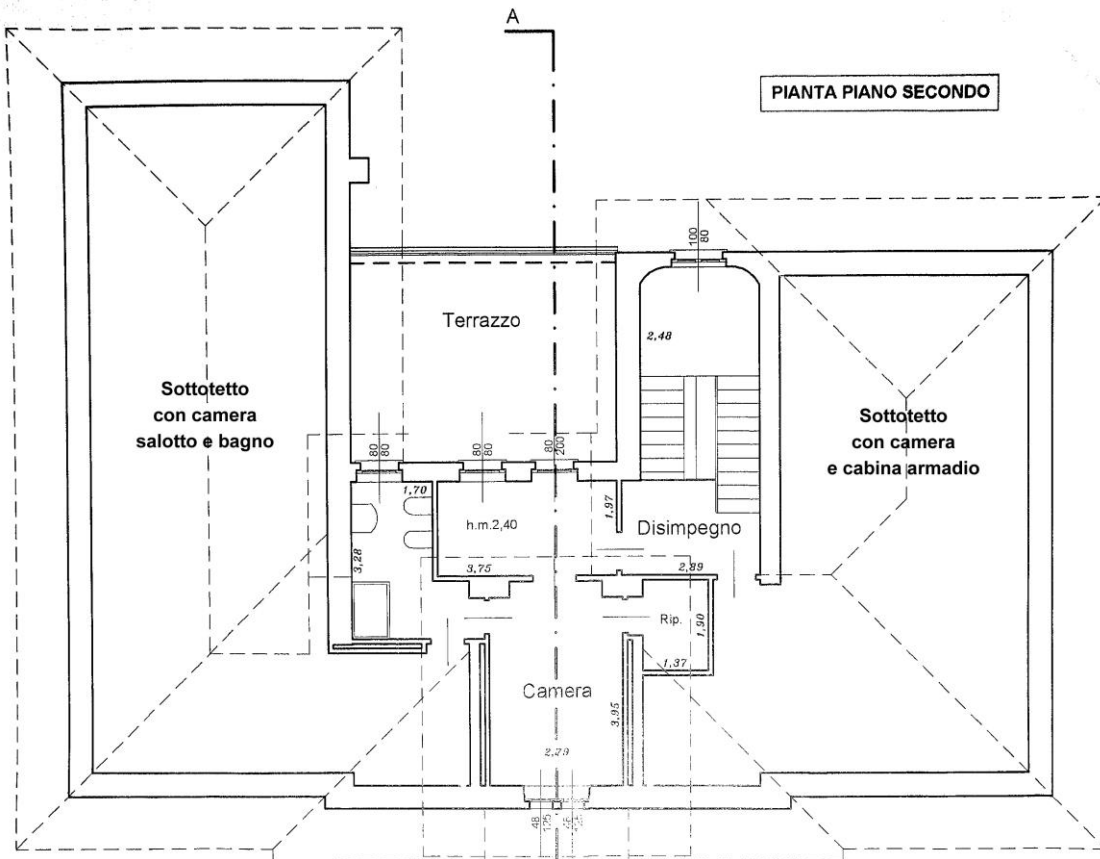 A
PIANTA PIANO SECONDO
100
80
Terrazzo
2,48
Sottotetto
con camera
salotto e bagno
Sottotetto
con camera
e cabina armadio
80
80
80
80
80
200
1,70
h.m.2,40
1,97
Disimpegno
3,28
3,75
2,89
Rip.
1,90
1,37
Camera
3,95
2,29
48
125
48
125